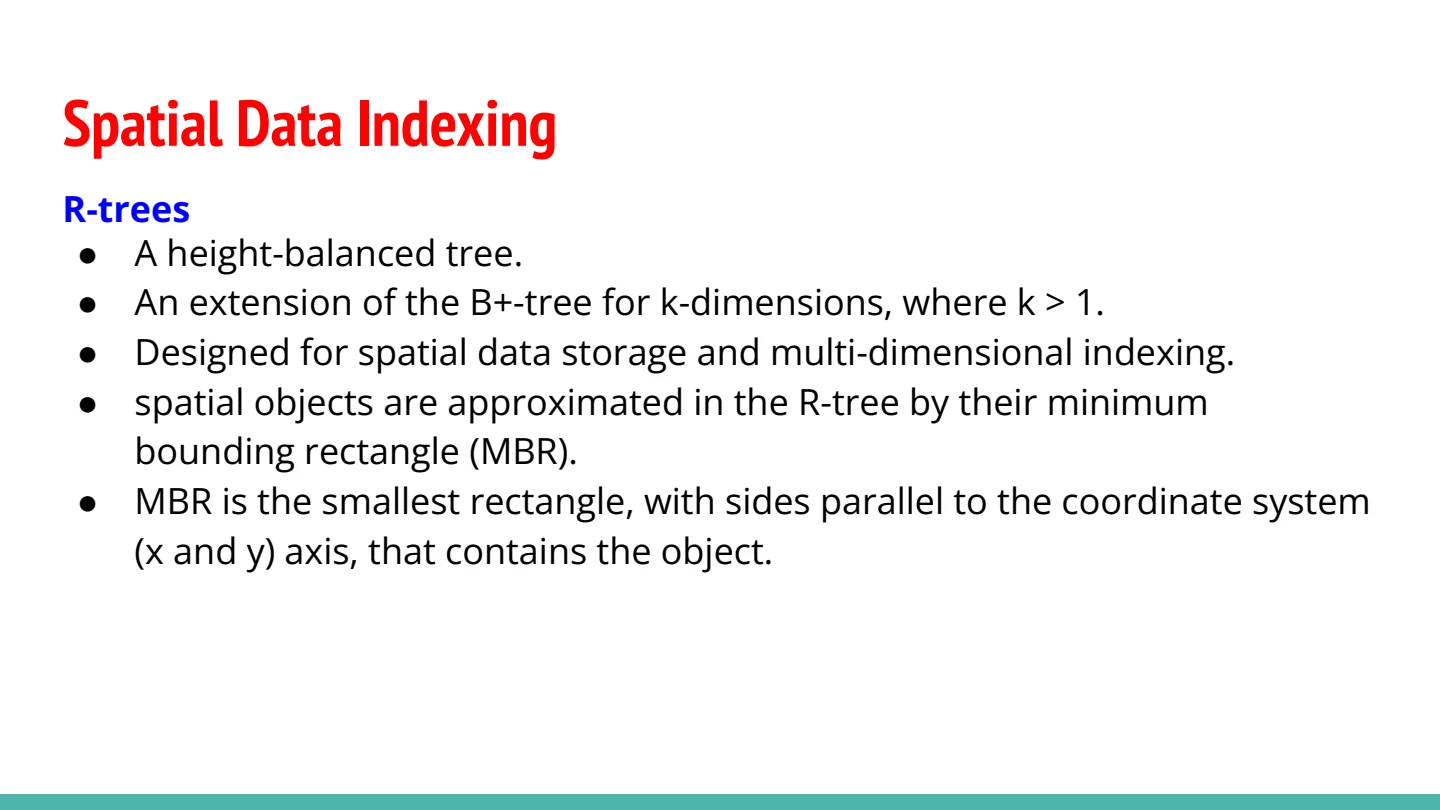 Spatial Data Indexing
R-trees
● A height-balanced tree.
● An extension of the B+-tree for k-dimensions, where k > 1.
● Designed for spatial data storage and multi-dimensional indexing.
● spatial objects are approximated in the R-tree by their minimum
bounding rectangle (MBR).
● MBR is the smallest rectangle, with sides parallel to the coordinate system
(x and y) axis, that contains the object.